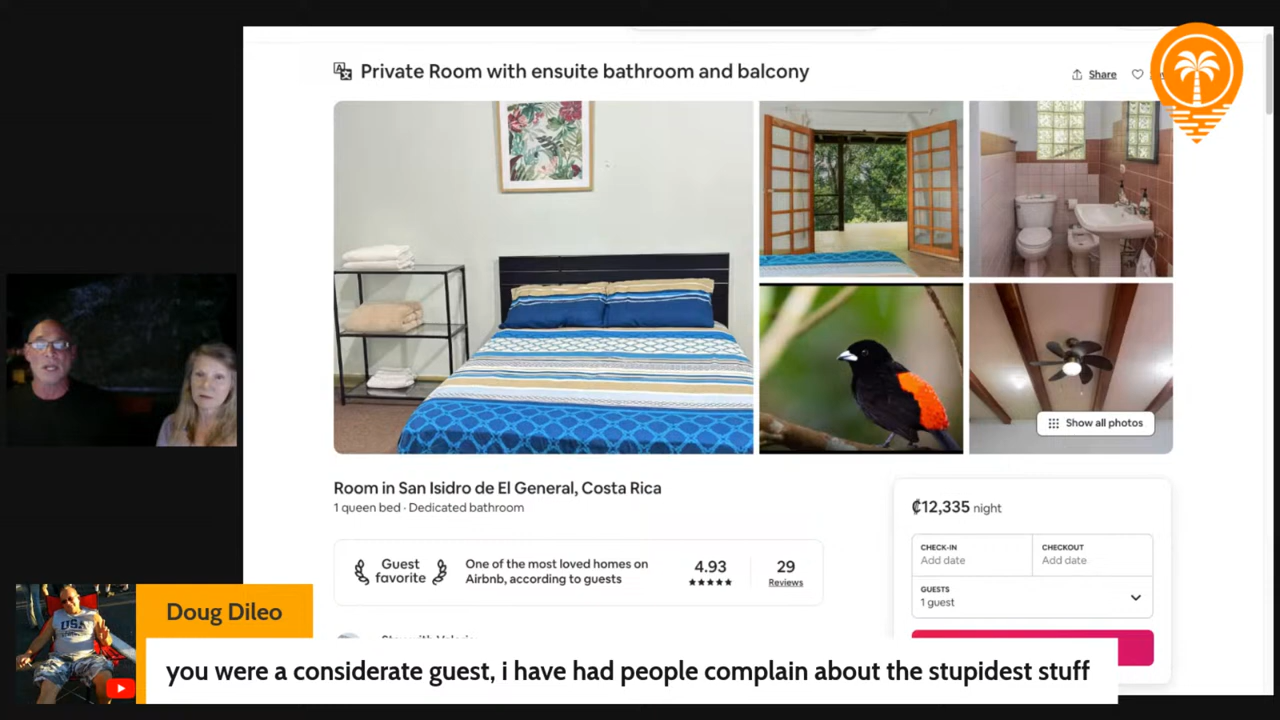 Private Room with ensuite bathroom and balcony
Share
Show all photos
Room in San Isidro de El General, Costa Rica
1 queen bed · Dedicated bathroom
Guest
favorite
One of the most loved homes on
Airbnb, according to guests
4.93
★★★★★
29
Reviews
₡12,335 night
CHECK-IN
Add date
CHECKOUT
Add date
GUESTS
1 guest
Doug Dileo
USA
you were a considerate guest, i have had people complain about the stupidest stuff